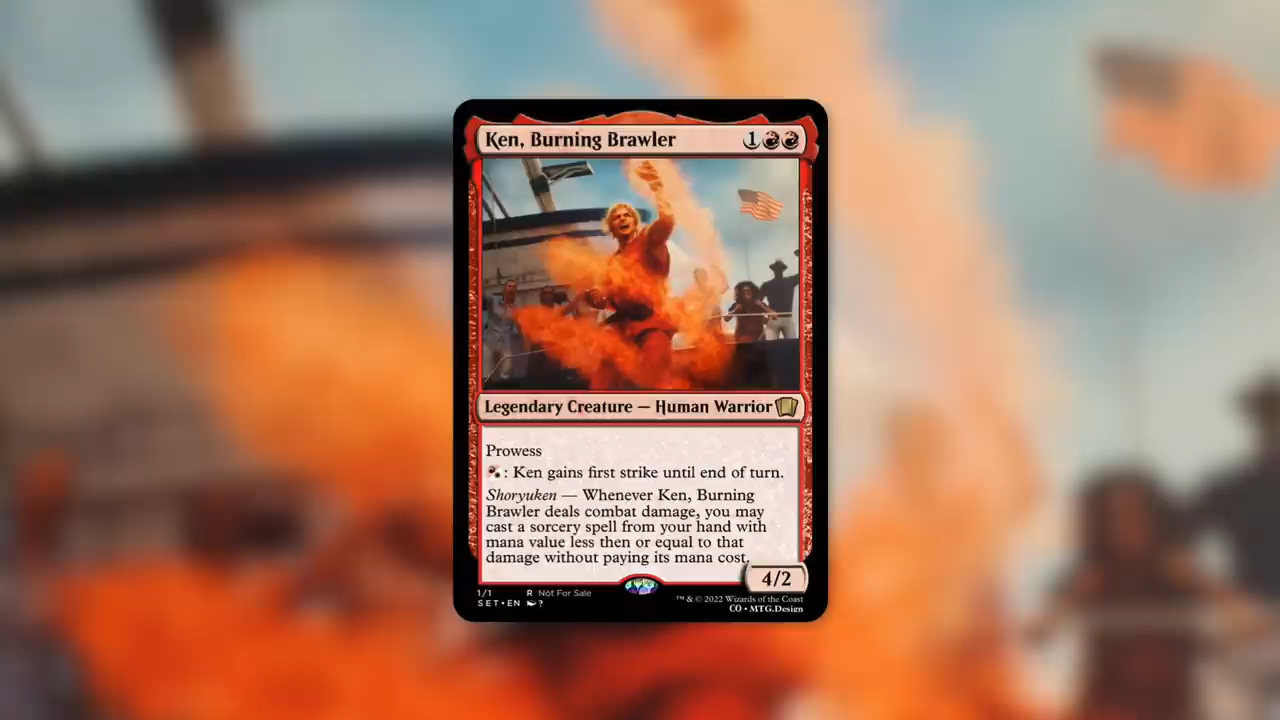 Ken, Burning Brawler 1
Legendary Creature — Human Warrior
Prowess
: Ken gains first strike until end of turn.
Shoryuken — Whenever Ken, Burning
Brawler deals combat damage, you may
cast a sorcery spell from your hand with
mana value less then or equal to that
damage without paying its mana cost.
4/2
1/1 R Not For Sale
SET•EN ?
™ & © 2022 Wizards of the Coast
CO • MTG.Design